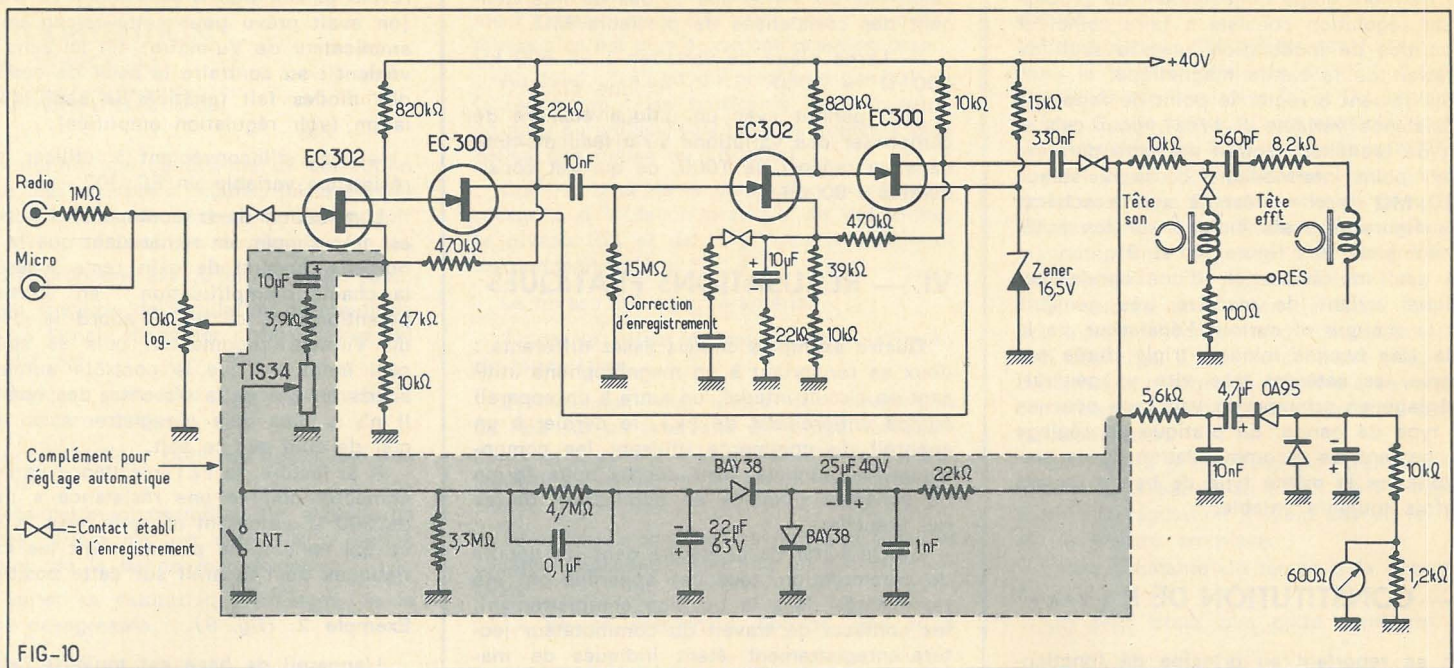 +40V
820kΩ
22kΩ
820kΩ
10kΩ
15kΩ
330nF
560pF
EC302
EC300
10nF
EC302
EC300
10kΩ
8,2kΩ
Radio
1MΩ
Micro
Tête
son
Tête
efft
470kΩ
470kΩ
10µF
15MΩ
10µF
39kΩ
Zener
16,5V
RES
10kΩ
log.
3,9kΩ
47kΩ
Correction
d'enregistrement
22kΩ
10kΩ
100Ω
TIS34
10kΩ
5,6kΩ
4,7µF
OA95
Complément pour
réglage automatique
BAY38
25µF.40V
22kΩ
10nF
10kΩ
=Contact établi
à l'enregistrement
INT.
4,7MΩ
3,3MΩ
0,1µF
2,2µF
63V
BAY38
1nF
600Ω
1,2kΩ
FIG-10